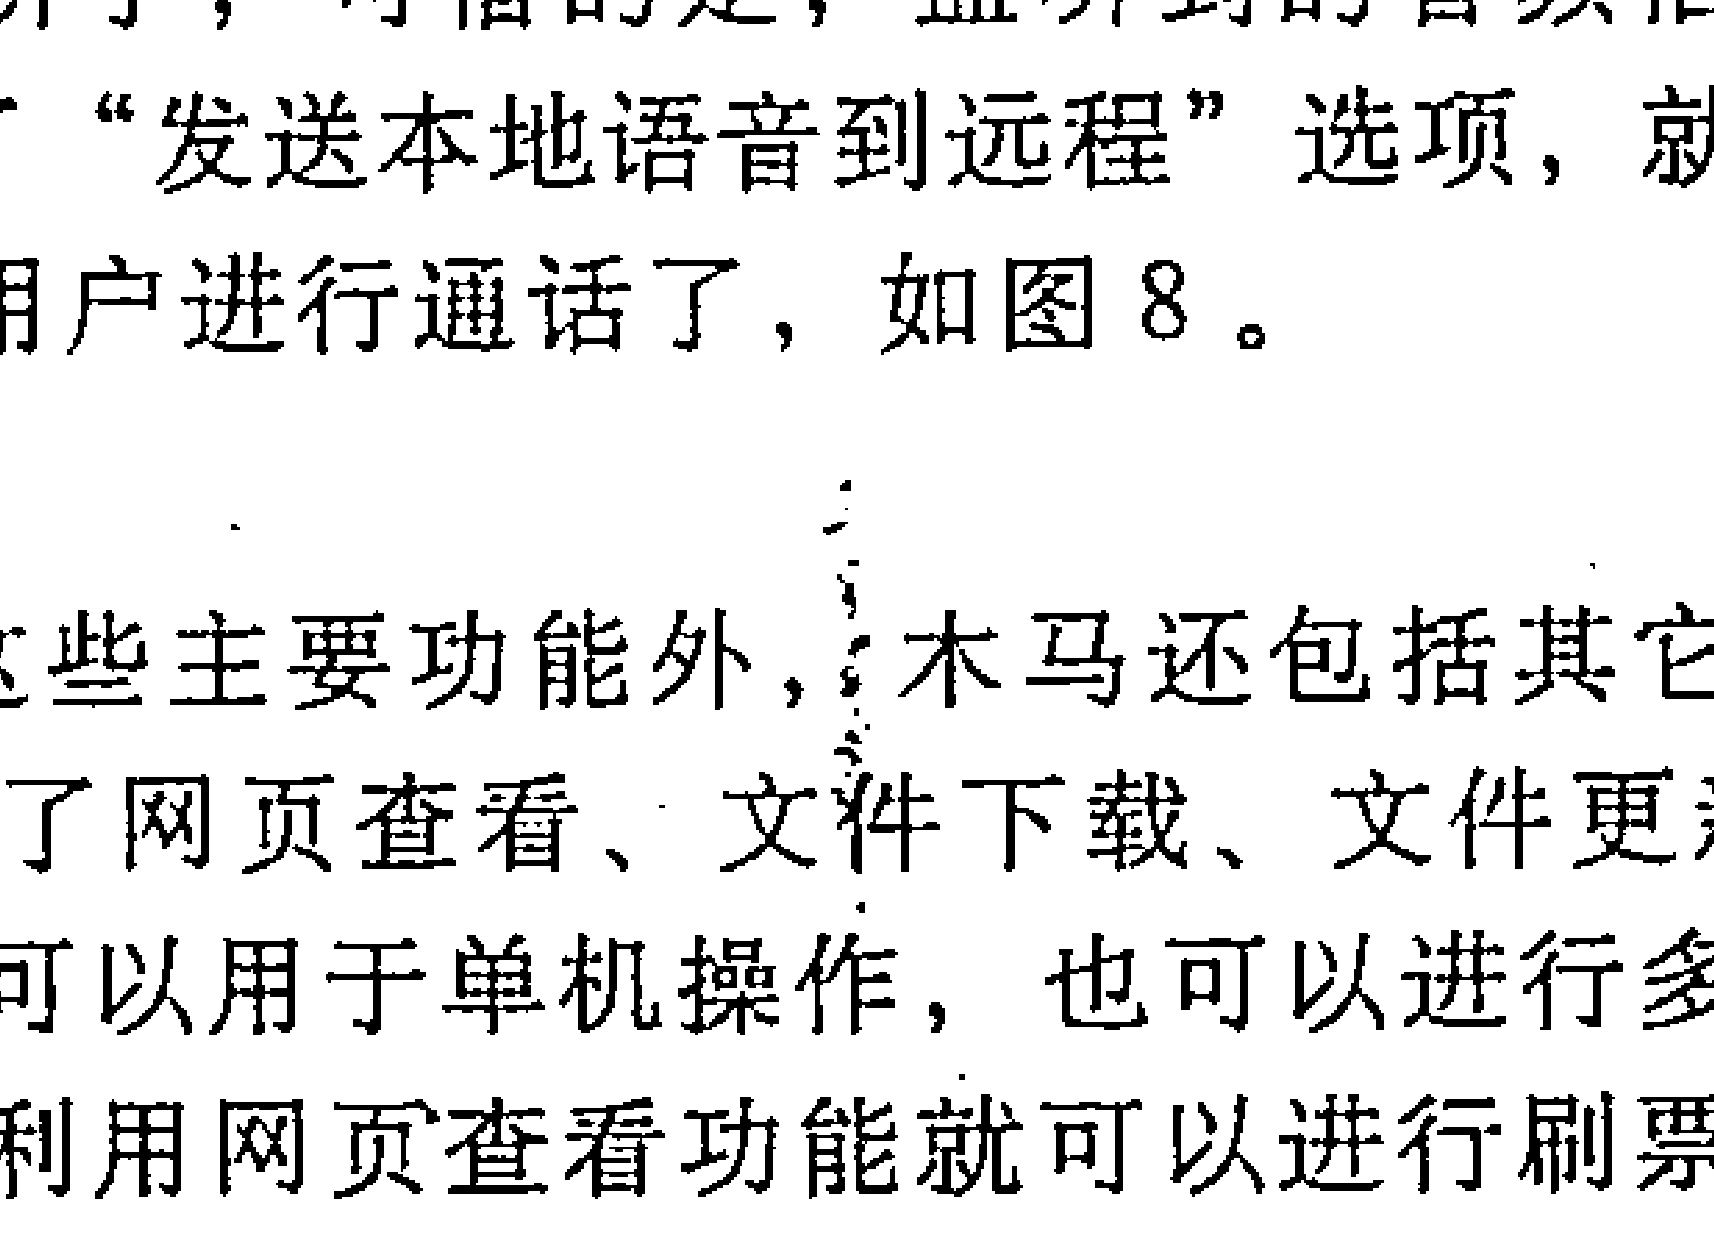 “发送本地语音到远程”选项，就
用户进行通话了，如图8。
这些主要功能外，木马还包括其它
了网页查看、文件下载、文件更
可以用于单机操作，也可以进行多
利用网页查看功能就可以进行刷票